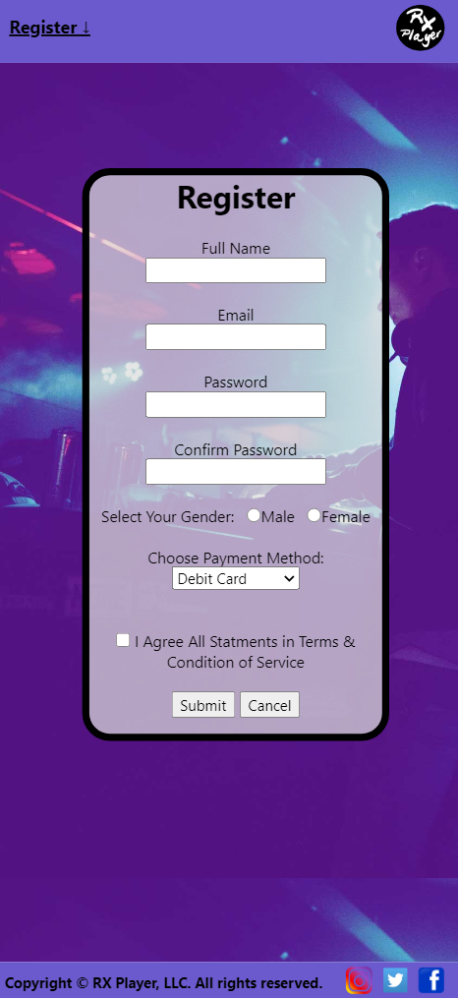 Register ↓
RX
Player
Register
Full Name
Email
Password
Confirm Password
Select Your Gender: Male Female
Choose Payment Method:
Debit Card
I Agree All Statments in Terms &
Condition of Service
Submit Cancel
Copyright © RX Player, LLC. All rights reserved.